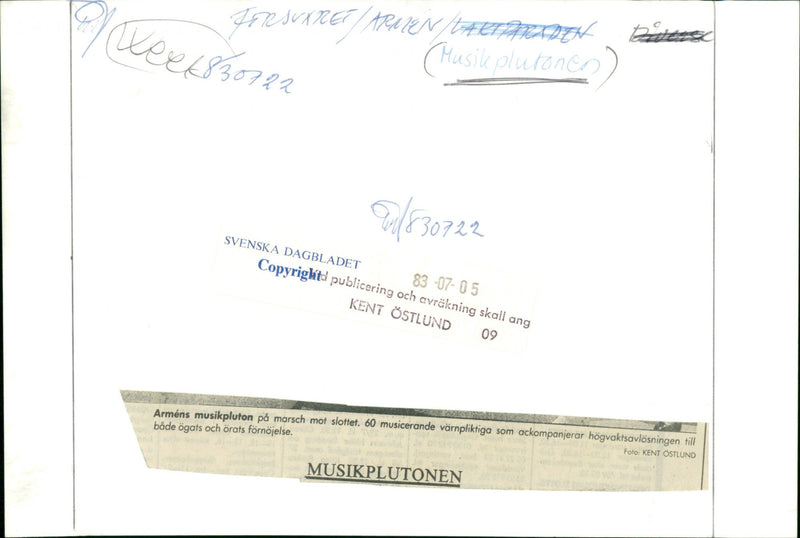 FÖRSVARET/ARMÉN/VAKTPARADEN
(Musikplutonen)
830722
830722
SVENSKA DAGBLADET
Copyright
83-07-05
Vid publicering och avräkning skall ang
KENT ÖSTLUND 09
Arméns musikpluton på marsch mot slottet. 60 musicerande värnpliktiga som ackompanjerar högvaktsavlösningen till
både ögats och örats förnöjelse.
Foto: KENT ÖSTLUND
MUSIKPLUTONEN